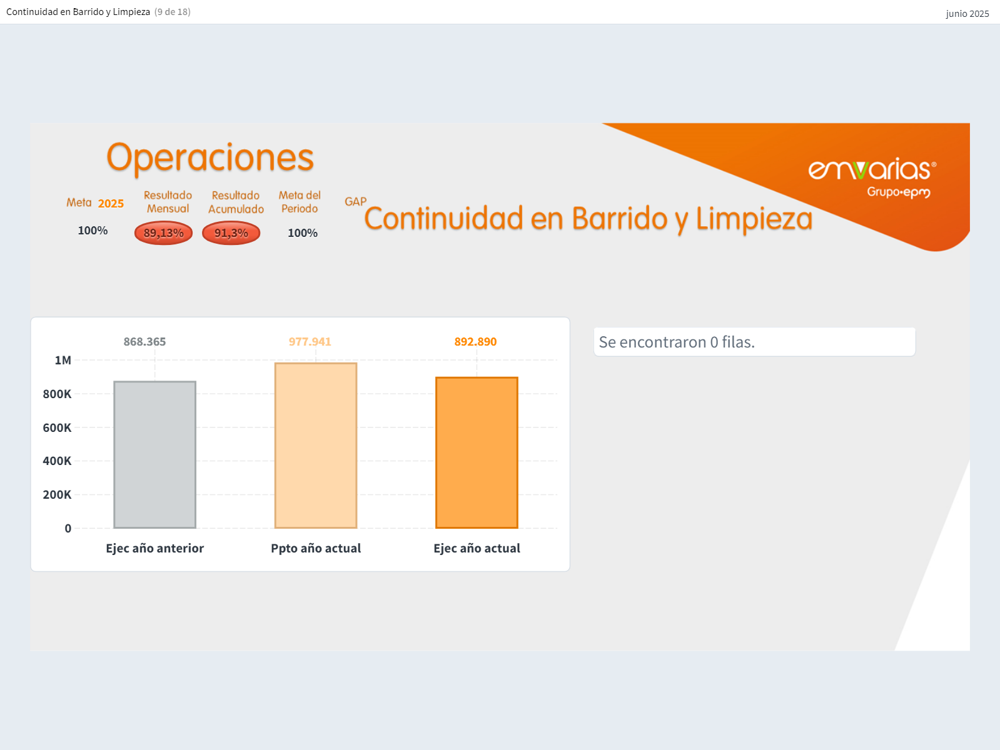 Continuidad en Barrido y Limpieza (9 de 18)
junio 2025
Operaciones
emvarias®
Grupo•epm
Meta 2025
Resultado
Mensual
Resultado
Acumulado
Meta del
Periodo
GAP
Continuidad en Barrido y Limpieza
100%
89,13%
91,3%
100%
868.365
977.941
892.890
1M
800K
600K
400K
200K
0
Ejec año anterior
Ppto año actual
Ejec año actual
Se encontraron 0 filas.